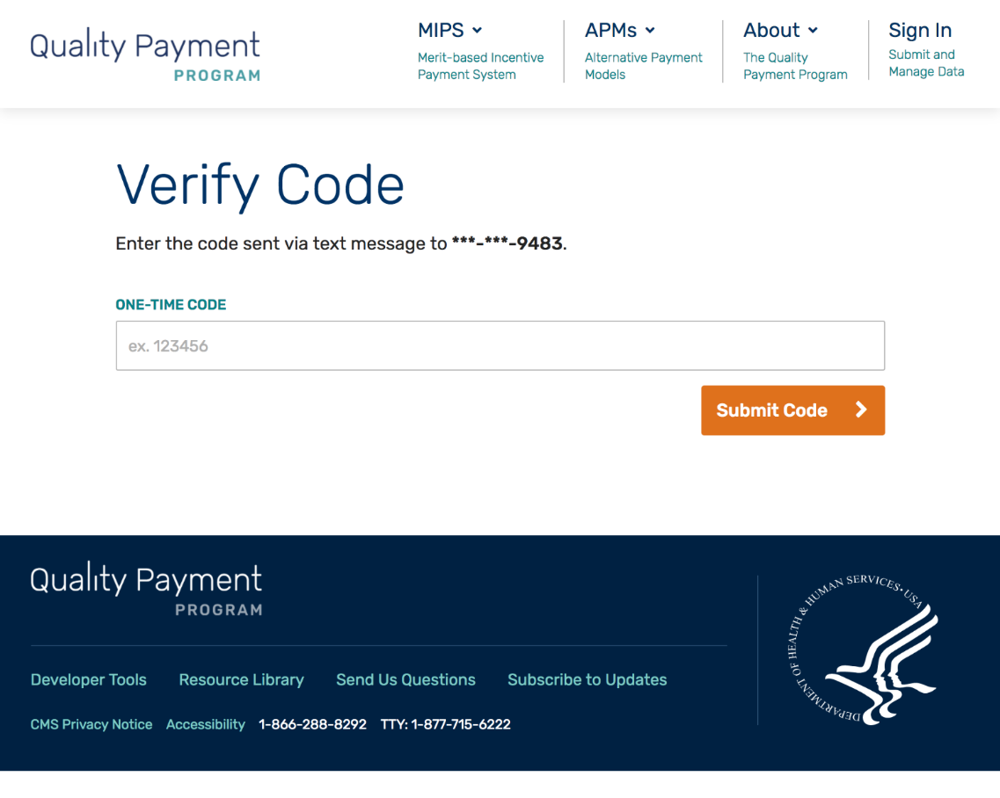 Quality Payment
PROGRAM
MIPS
Merit-based Incentive
Payment System
APMs
Alternative Payment
Models
About
The Quality
Payment Program
Sign In
Submit and
Manage Data
Verify Code
Enter the code sent via text message to ***-***-9483.
ONE-TIME CODE
ex. 123456
Submit Code
Quality Payment
PROGRAM
Developer Tools Resource Library Send Us Questions Subscribe to Updates
CMS Privacy Notice Accessibility 1-866-288-8292 TTY: 1-877-715-6222
DEPARTMENT OF HEALTH & HUMAN SERVICES • USA